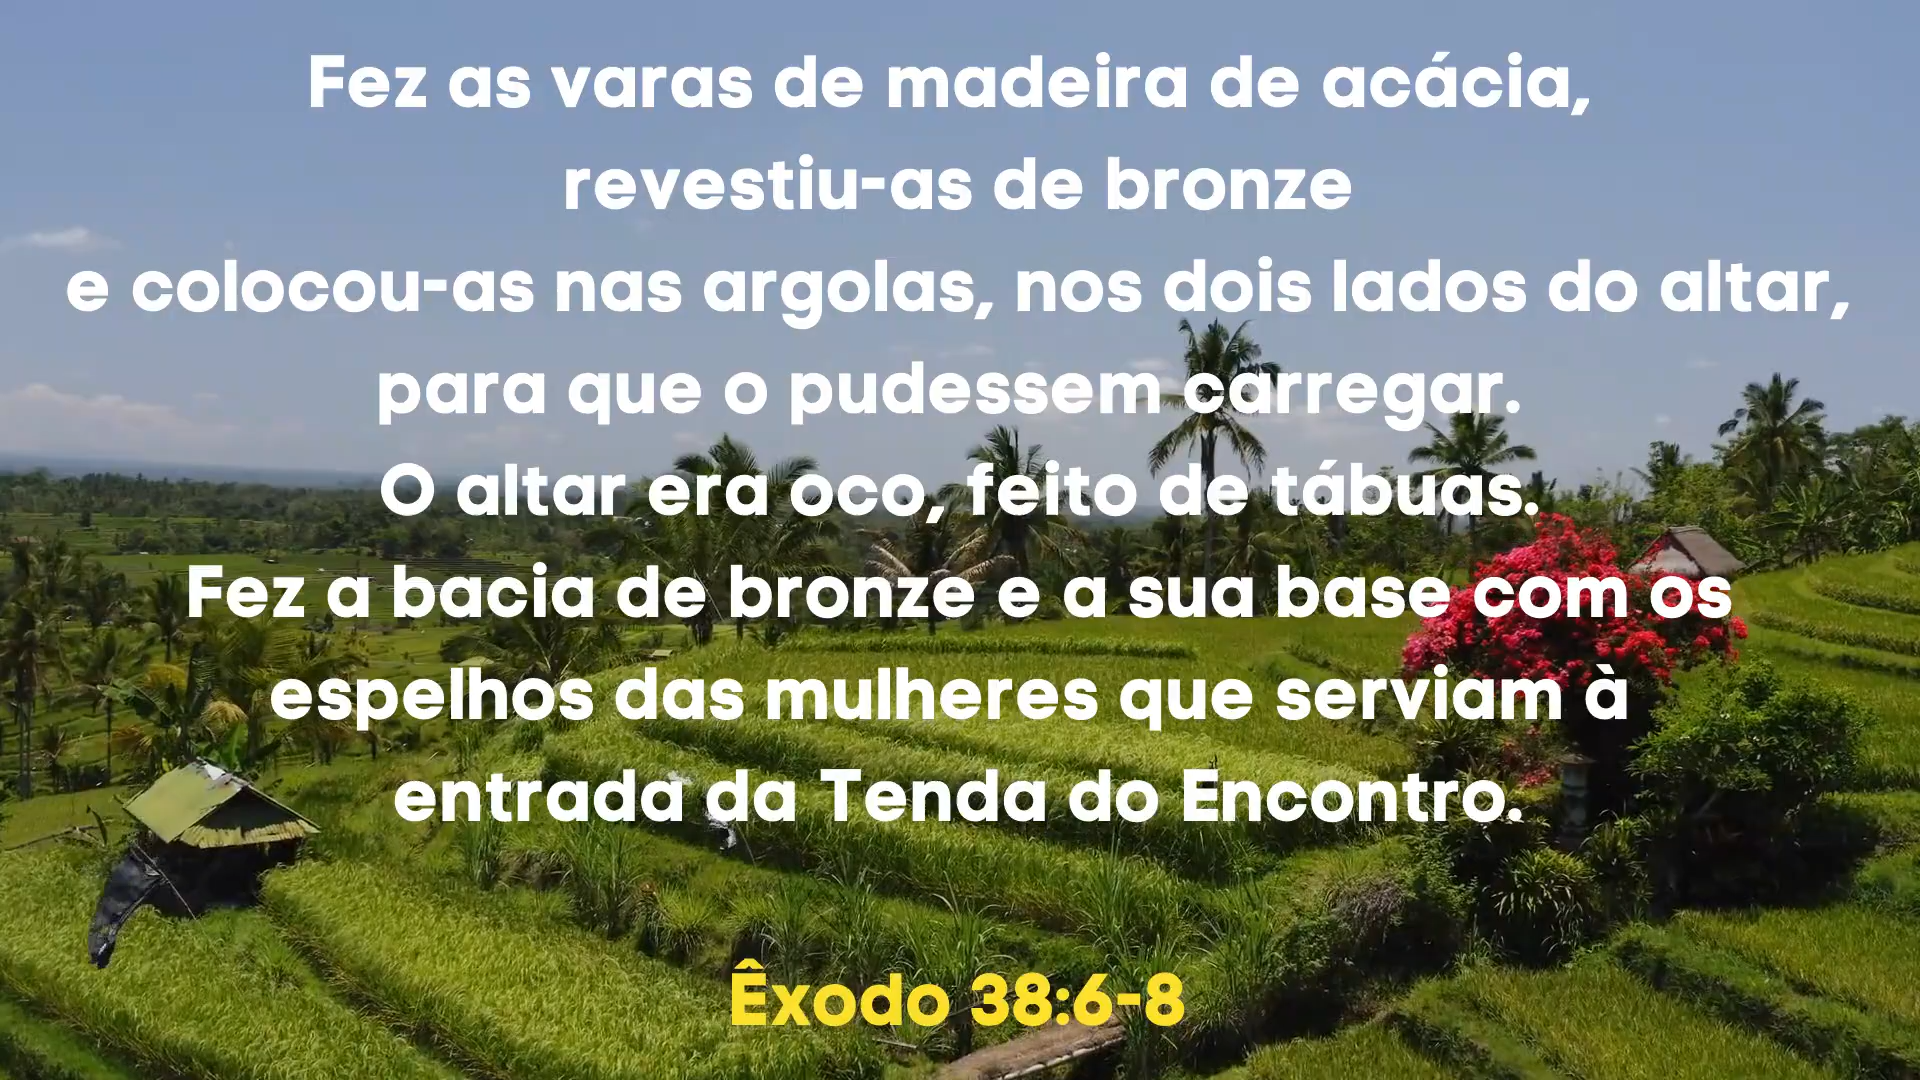 Fez as varas de madeira de acácia,
revestiu-as de bronze
e colocou-as nas argolas, nos dois lados do altar,
para que o pudessem carregar.
O altar era oco, feito de tábuas.
Fez a bacia de bronze e a sua base com os
espelhos das mulheres que serviam à
entrada da Tenda do Encontro.
Êxodo 38:6-8